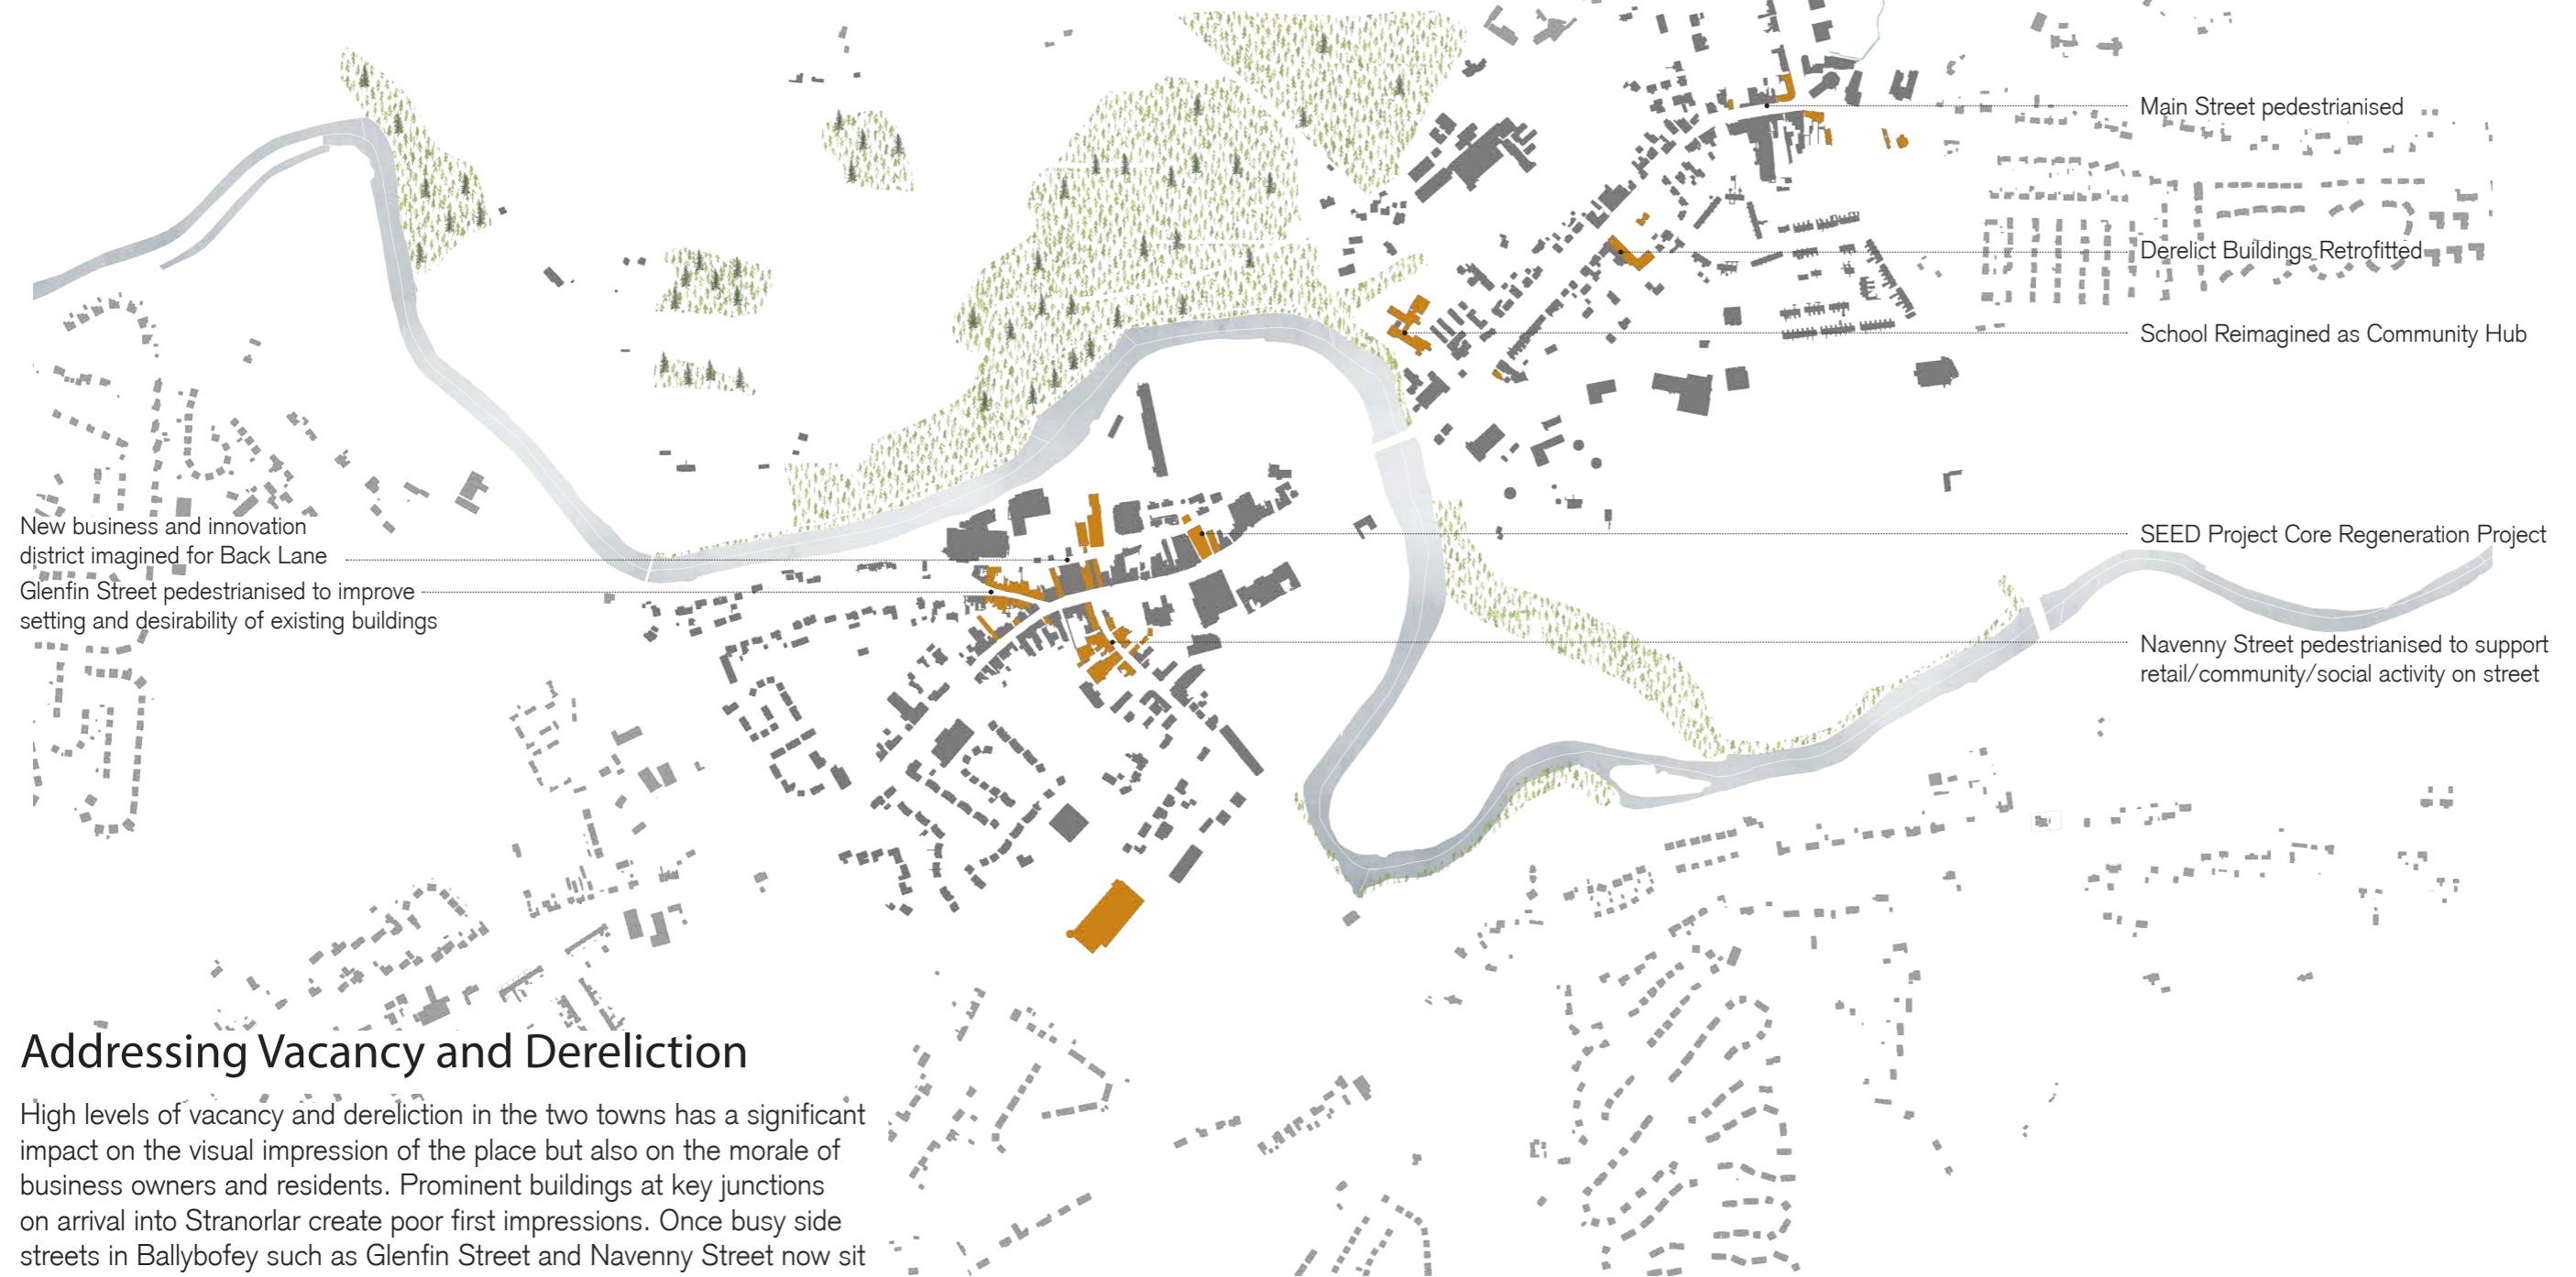 Main Street pedestrianised
Derelict Buildings Retrofitted
School Reimagined as Community Hub
New business and innovation
district imagined for Back Lane
Glenfin Street pedestrianised to improve
setting and desirability of existing buildings
SEED Project Core Regeneration Project
Navenny Street pedestrianised to support
retail/community/social activity on street
Addressing Vacancy and Dereliction
High levels of vacancy and dereliction in the two towns has a significant
impact on the visual impression of the place but also on the morale of
business owners and residents. Prominent buildings at key junctions
on arrival into Stranorlar create poor first impressions. Once busy side
streets in Ballybofey such as Glenfin Street and Navenny Street now sit